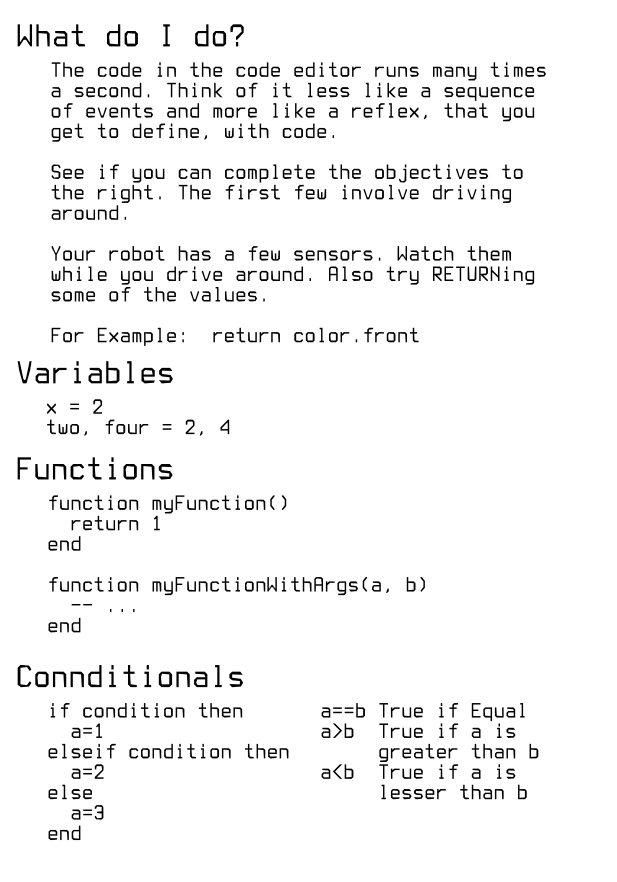 What do I do?
The code in the code editor runs many times
a second. Think of it less like a sequence
of events and more like a reflex, that you
get to define, with code.
See if you can complete the objectives to
the right. The first few involve driving
around.
Your robot has a few sensors. Watch them
while you drive around. Also try RETURNing
some of the values.
For Example:  return color.front
Variables
x = 2
two, four = 2, 4
Functions
function myFunction()
  return 1
end
function myFunctionWithArgs(a, b)
  -- ...
end
Connditionals
if condition then
  a=1
elseif condition then
  a=2
else
  a=3
end
a==b True if Equal
a>b  True if a is
     greater than b
a<b  True if a is
     lesser than b